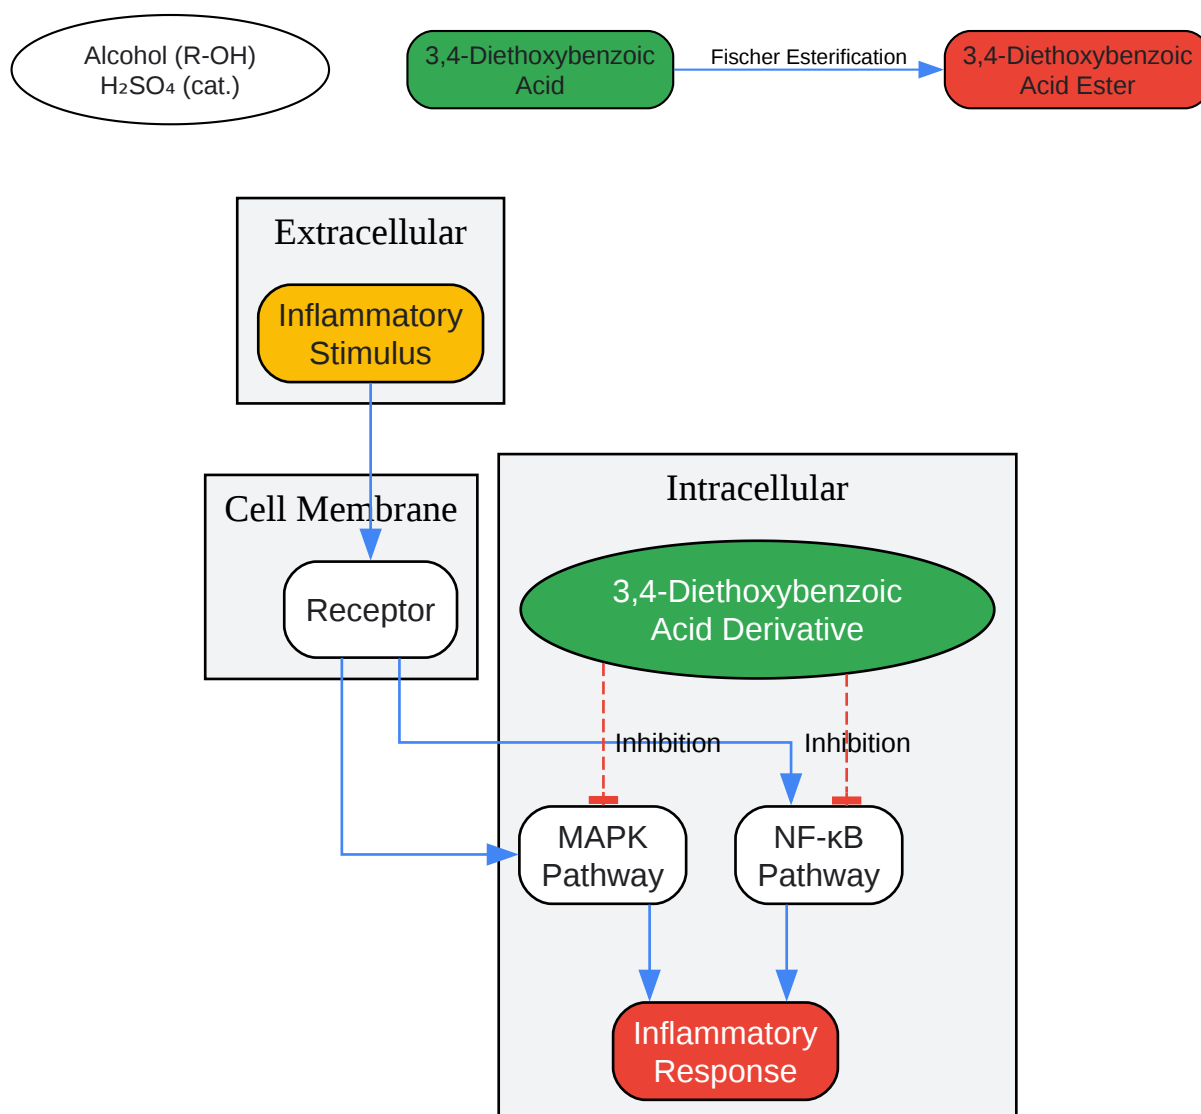 Alcohol (R-OH)
H₂SO₄ (cat.)
3,4-Diethoxybenzoic
Acid
Fischer Esterification
3,4-Diethoxybenzoic
Acid Ester
Extracellular
Inflammatory
Stimulus
Cell Membrane
Receptor
Intracellular
3,4-Diethoxybenzoic
Acid Derivative
Inhibition
Inhibition
MAPK
Pathway
NF-κB
Pathway
Inflammatory
Response